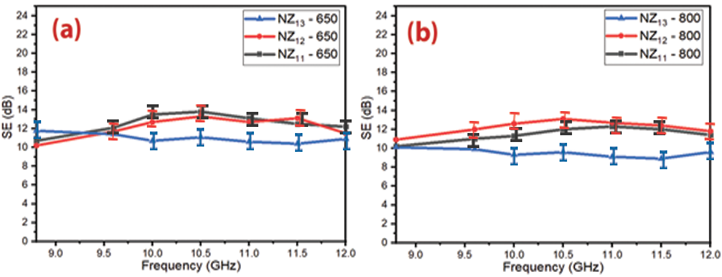 (a)
NZ13 - 650
NZ12 - 650
NZ11 - 650
24
22
20
18
16
14
12
10
8
6
4
2
0
SE (dB)
9.0 9.5 10.0 10.5 11.0 11.5 12.0
Frequency (GHz)
(b)
NZ13 - 800
NZ12 - 800
NZ11 - 800
24
22
20
18
16
14
12
10
8
6
4
2
0
SE (dB)
9.0 9.5 10.0 10.5 11.0 11.5 12.0
Frequency (GHz)